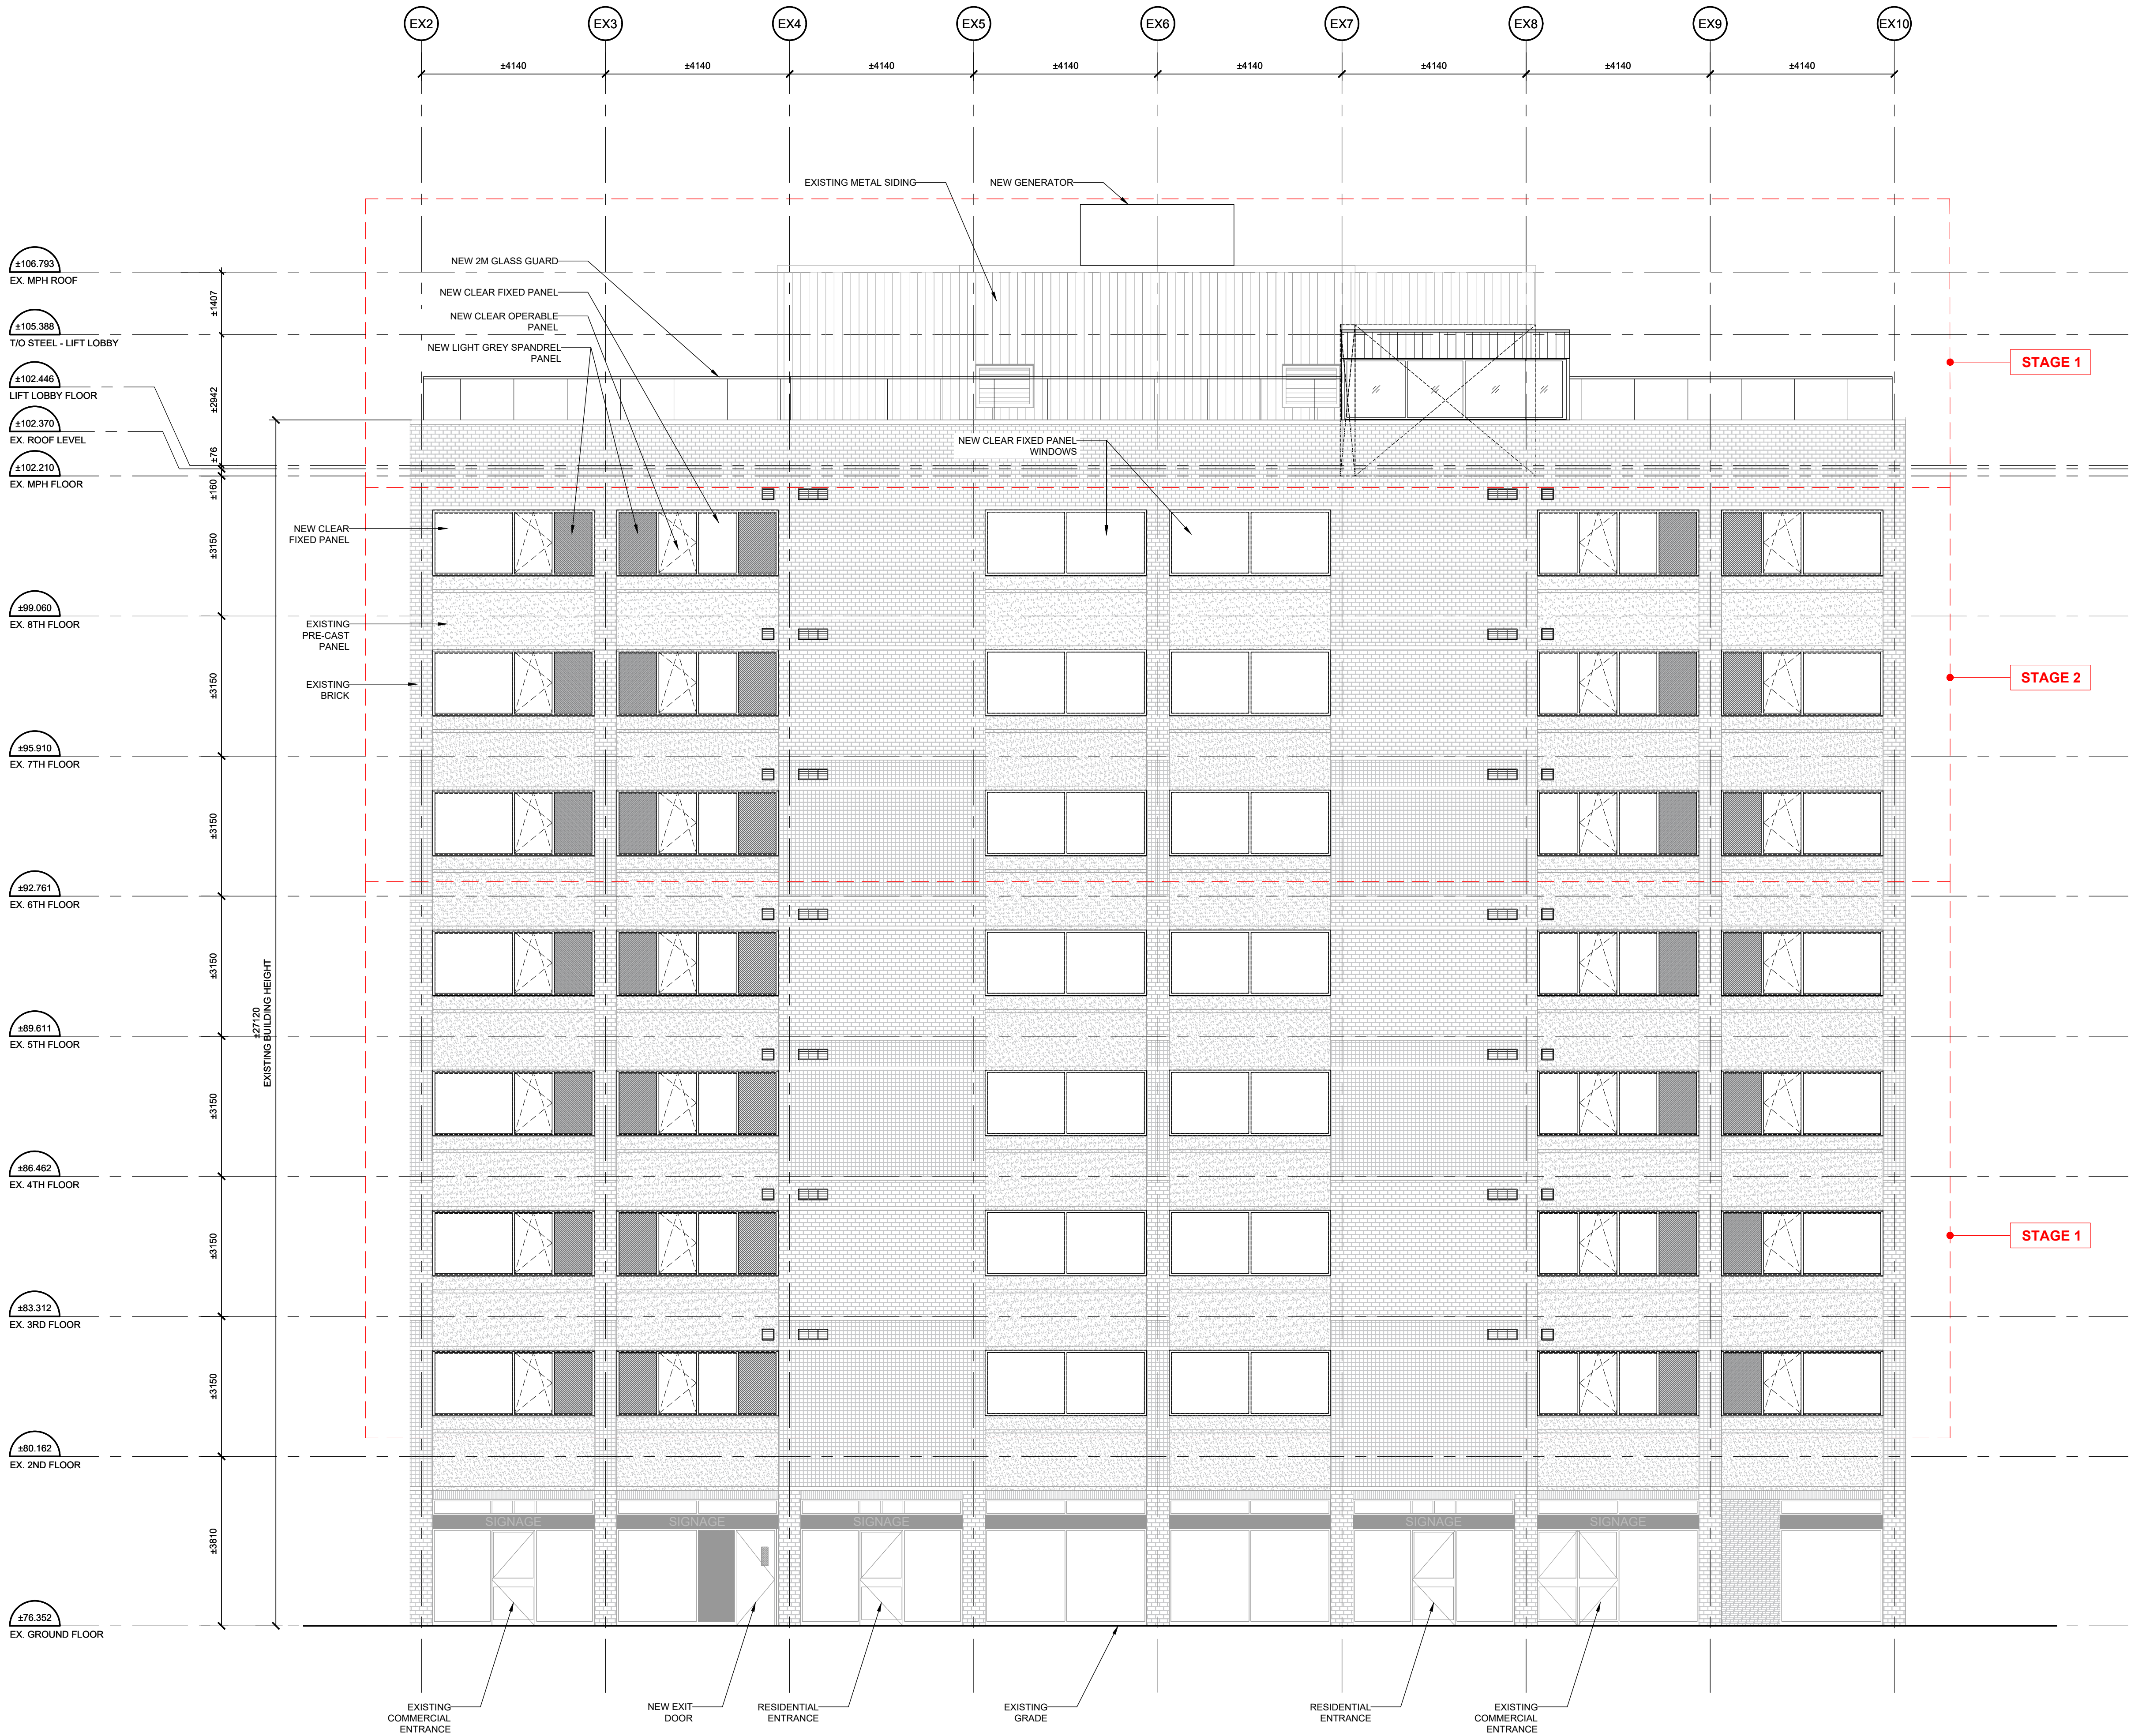 EX2
EX3
EX4
EX5
EX6
EX7
EX8
EX9
EX10
±4140
±4140
±4140
±4140
±4140
±4140
±4140
±4140
EXISTING METAL SIDING
NEW GENERATOR
NEW 2M GLASS GUARD
NEW CLEAR FIXED PANEL
NEW CLEAR OPERABLE
PANEL
NEW LIGHT GREY SPANDREL
PANEL
NEW CLEAR FIXED PANEL
WINDOWS
NEW CLEAR
FIXED PANEL
EXISTING
PRE-CAST
PANEL
EXISTING
BRICK
±106.793
EX. MPH ROOF
±105.388
T/O STEEL - LIFT LOBBY
±102.446
LIFT LOBBY FLOOR
±102.370
EX. ROOF LEVEL
±102.210
EX. MPH FLOOR
±99.060
EX. 8TH FLOOR
±95.910
EX. 7TH FLOOR
±92.761
EX. 6TH FLOOR
±89.611
EX. 5TH FLOOR
±86.462
EX. 4TH FLOOR
±83.312
EX. 3RD FLOOR
±80.162
EX. 2ND FLOOR
±76.352
EX. GROUND FLOOR
±1407
±2942
±76
±160
±3150
±3150
±3150
±3150
±3150
±3150
±3150
±3810
±27120
EXISTING BUILDING HEIGHT
STAGE 1
STAGE 2
STAGE 1
SIGNAGE
SIGNAGE
SIGNAGE
SIGNAGE
SIGNAGE
EXISTING
COMMERCIAL
ENTRANCE
NEW EXIT
DOOR
RESIDENTIAL
ENTRANCE
EXISTING
GRADE
RESIDENTIAL
ENTRANCE
EXISTING
COMMERCIAL
ENTRANCE